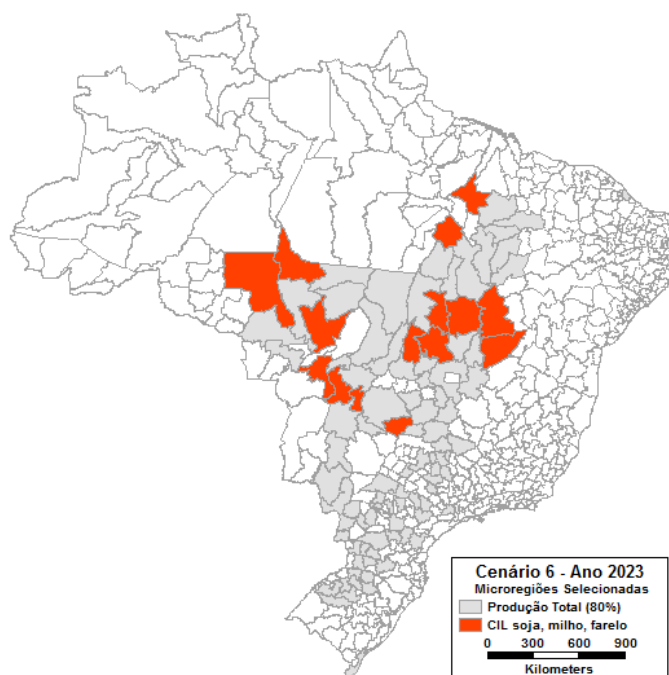 Cenário 6 - Ano 2023
Microregiões Selecionadas
Produção Total (80%)
CIL soja, milho, farelo
0 300 600 900
Kilometers